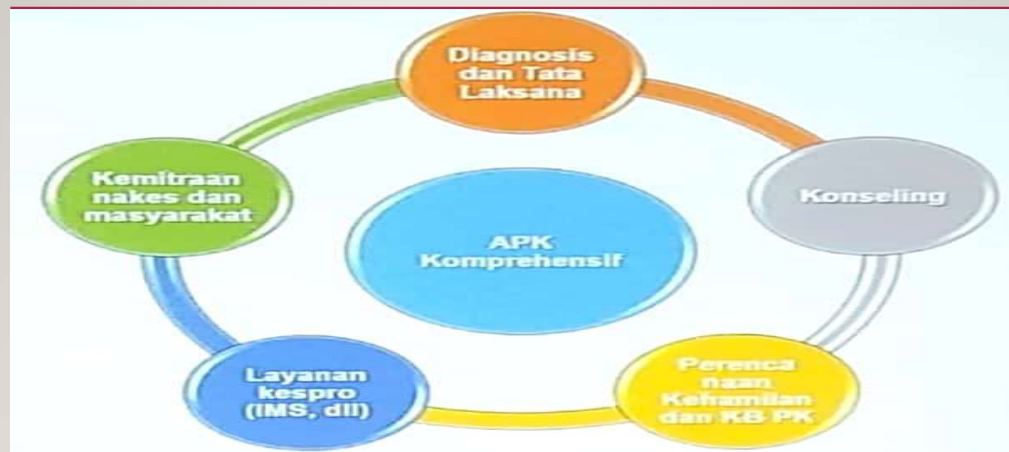 Diagnosis
dan Tata
Laksana
Konseling
Perenca
naan
Kehamilan
dan KB PK
Layanan
kespro
(IMS, dll)
Kemitraan
nakes dan
masyarakat
APK
Komprehensif